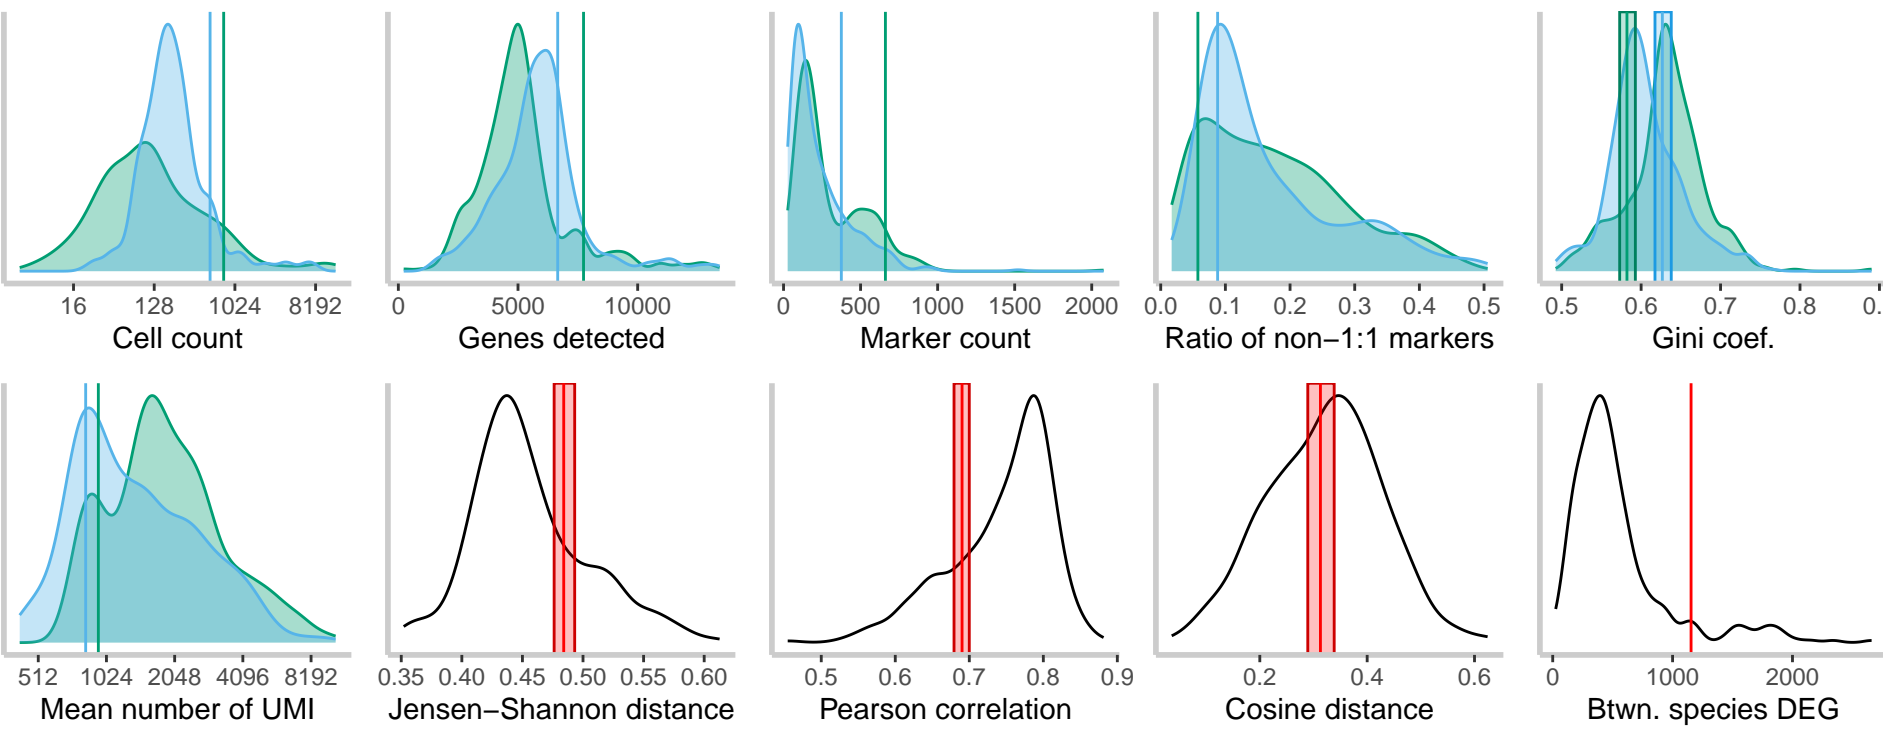 16 128 1024 8192
Cell count
0 5000 10000
Genes detected
0 500 1000 1500 2000
Marker count
0.0 0.1 0.2 0.3 0.4 0.5
Ratio of non−1:1 markers
0.5 0.6 0.7 0.8 0.
Gini coef.
512 1024 2048 4096 8192
Mean number of UMI
0.35 0.40 0.45 0.50 0.55 0.60
Jensen−Shannon distance
0.5 0.6 0.7 0.8 0.9
Pearson correlation
0.2 0.4 0.6
Cosine distance
0 1000 2000
Btwn. species DEG